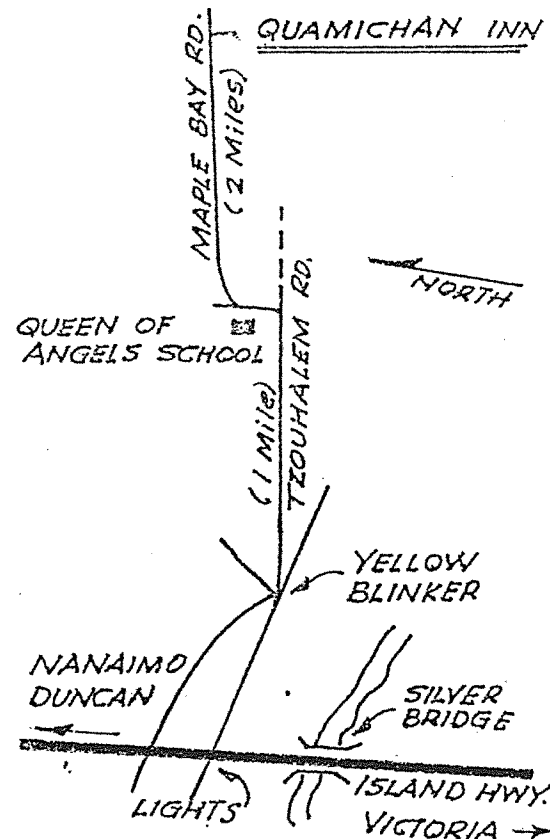 QUAMICHAN INN
MAPLE BAY RD.
(2 Miles)
NORTH
QUEEN OF
ANGELS SCHOOL
TZOUHALEM RD.
(1 Mile)
YELLOW
BLINKER
NANAIMO
DUNCAN
SILVER
BRIDGE
LIGHTS
ISLAND HWY.
VICTORIA →